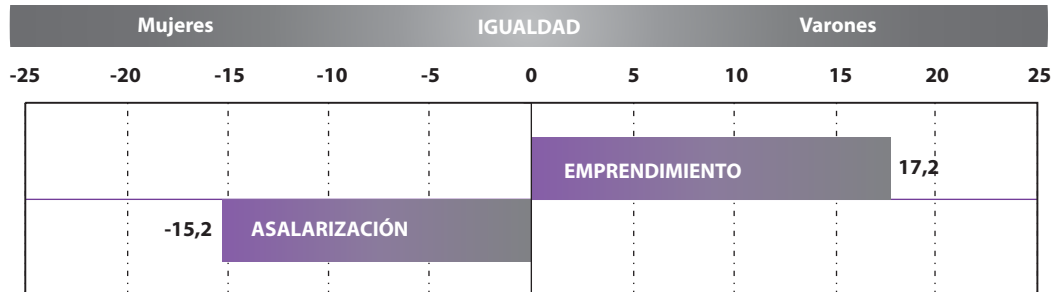 Mujeres IGUALDAD Varones
-25 -20 -15 -10 -5 0 5 10 15 20 25
EMPRENDIMIENTO 17,2
-15,2 ASALARIZACIÓN